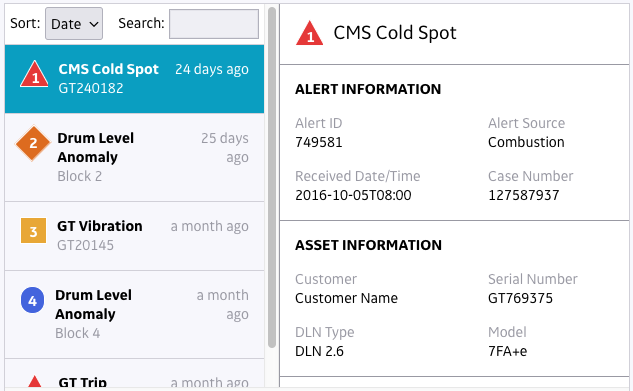 Sort: Date Search:
1 CMS Cold Spot 24 days ago
GT240182
2 Drum Level Anomaly 25 days ago
Block 2
3 GT Vibration a month ago
GT20145
4 Drum Level Anomaly a month ago
Block 4
GT Trip a month ago
1 CMS Cold Spot
ALERT INFORMATION
Alert ID Alert Source
749581 Combustion
Received Date/Time Case Number
2016-10-05T08:00 127587937
ASSET INFORMATION
Customer Serial Number
Customer Name GT769375
DLN Type Model
DLN 2.6 7FA+e